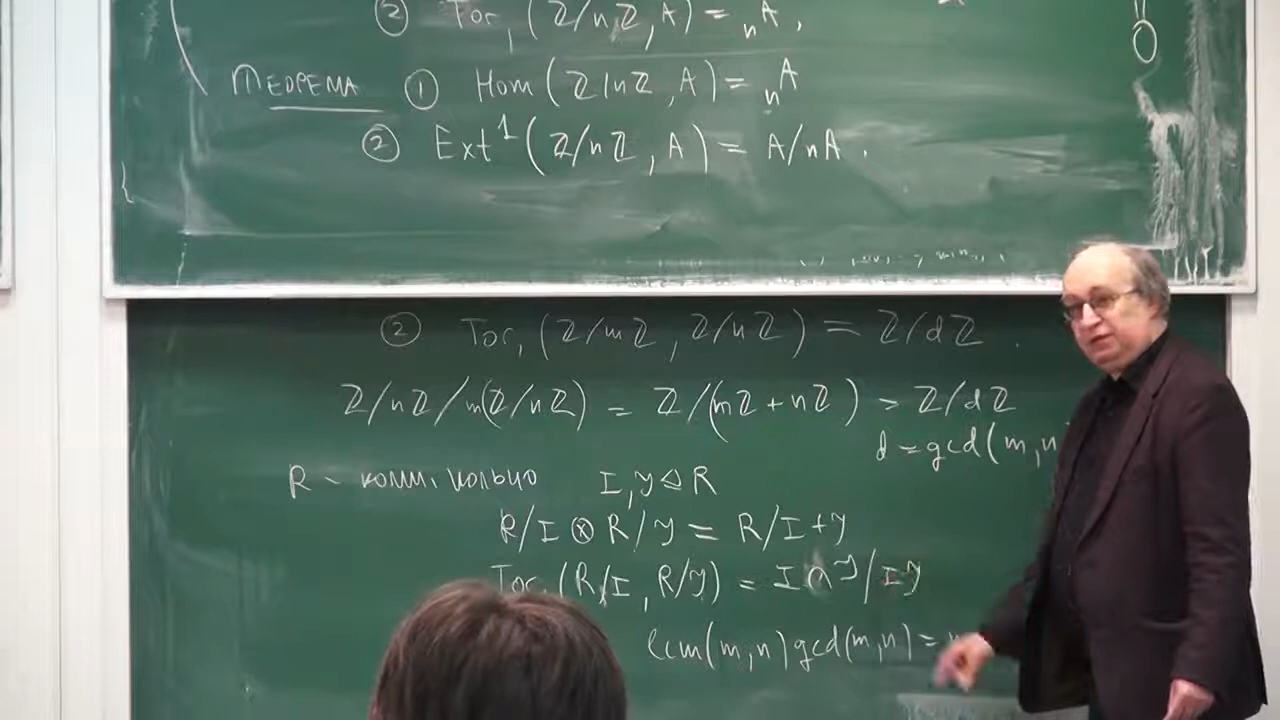 ② Tor₁(ℤ/nℤ, A) = ₙA,
Теорема ① Hom(ℤ/nℤ, A) = ₙA
② Ext¹(ℤ/nℤ, A) = A/nA.
② Tor₁(ℤ/mℤ, ℤ/nℤ) = ℤ/dℤ.
ℤ/nℤ/m(ℤ/nℤ) = ℤ/(mℤ+nℤ) = ℤ/dℤ
d = gcd(m,n
R - комм. кольцо I, J ⊴ R
R/I ⊗ R/J = R/I+J
Tor₁(R/I, R/J) = I∩J/IJ
lcm(m,n)gcd(m,n) =